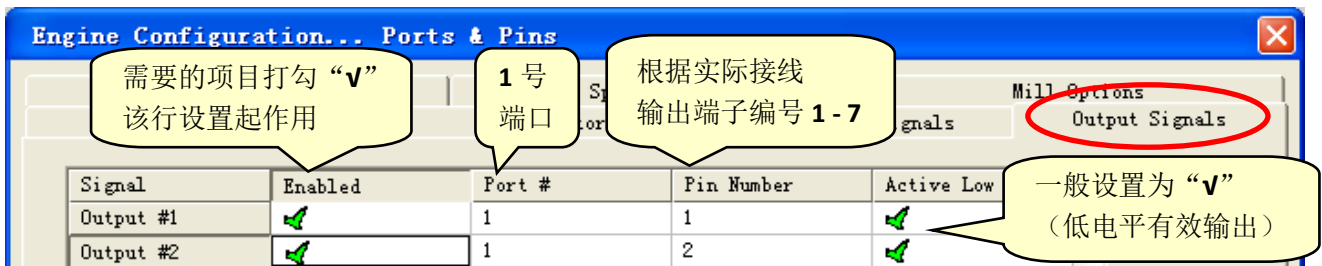 Engine Configuration... Ports & Pins
需要的项目打勾“√”
该行设置起作用
1 号
端口
根据实际接线
输出端子编号 1 - 7
Mill Options
Output Signals
一般设置为“√”
（低电平有效输出）
Signal Enabled Port # Pin Number Active Low
Output #1 1 1
Output #2 1 2